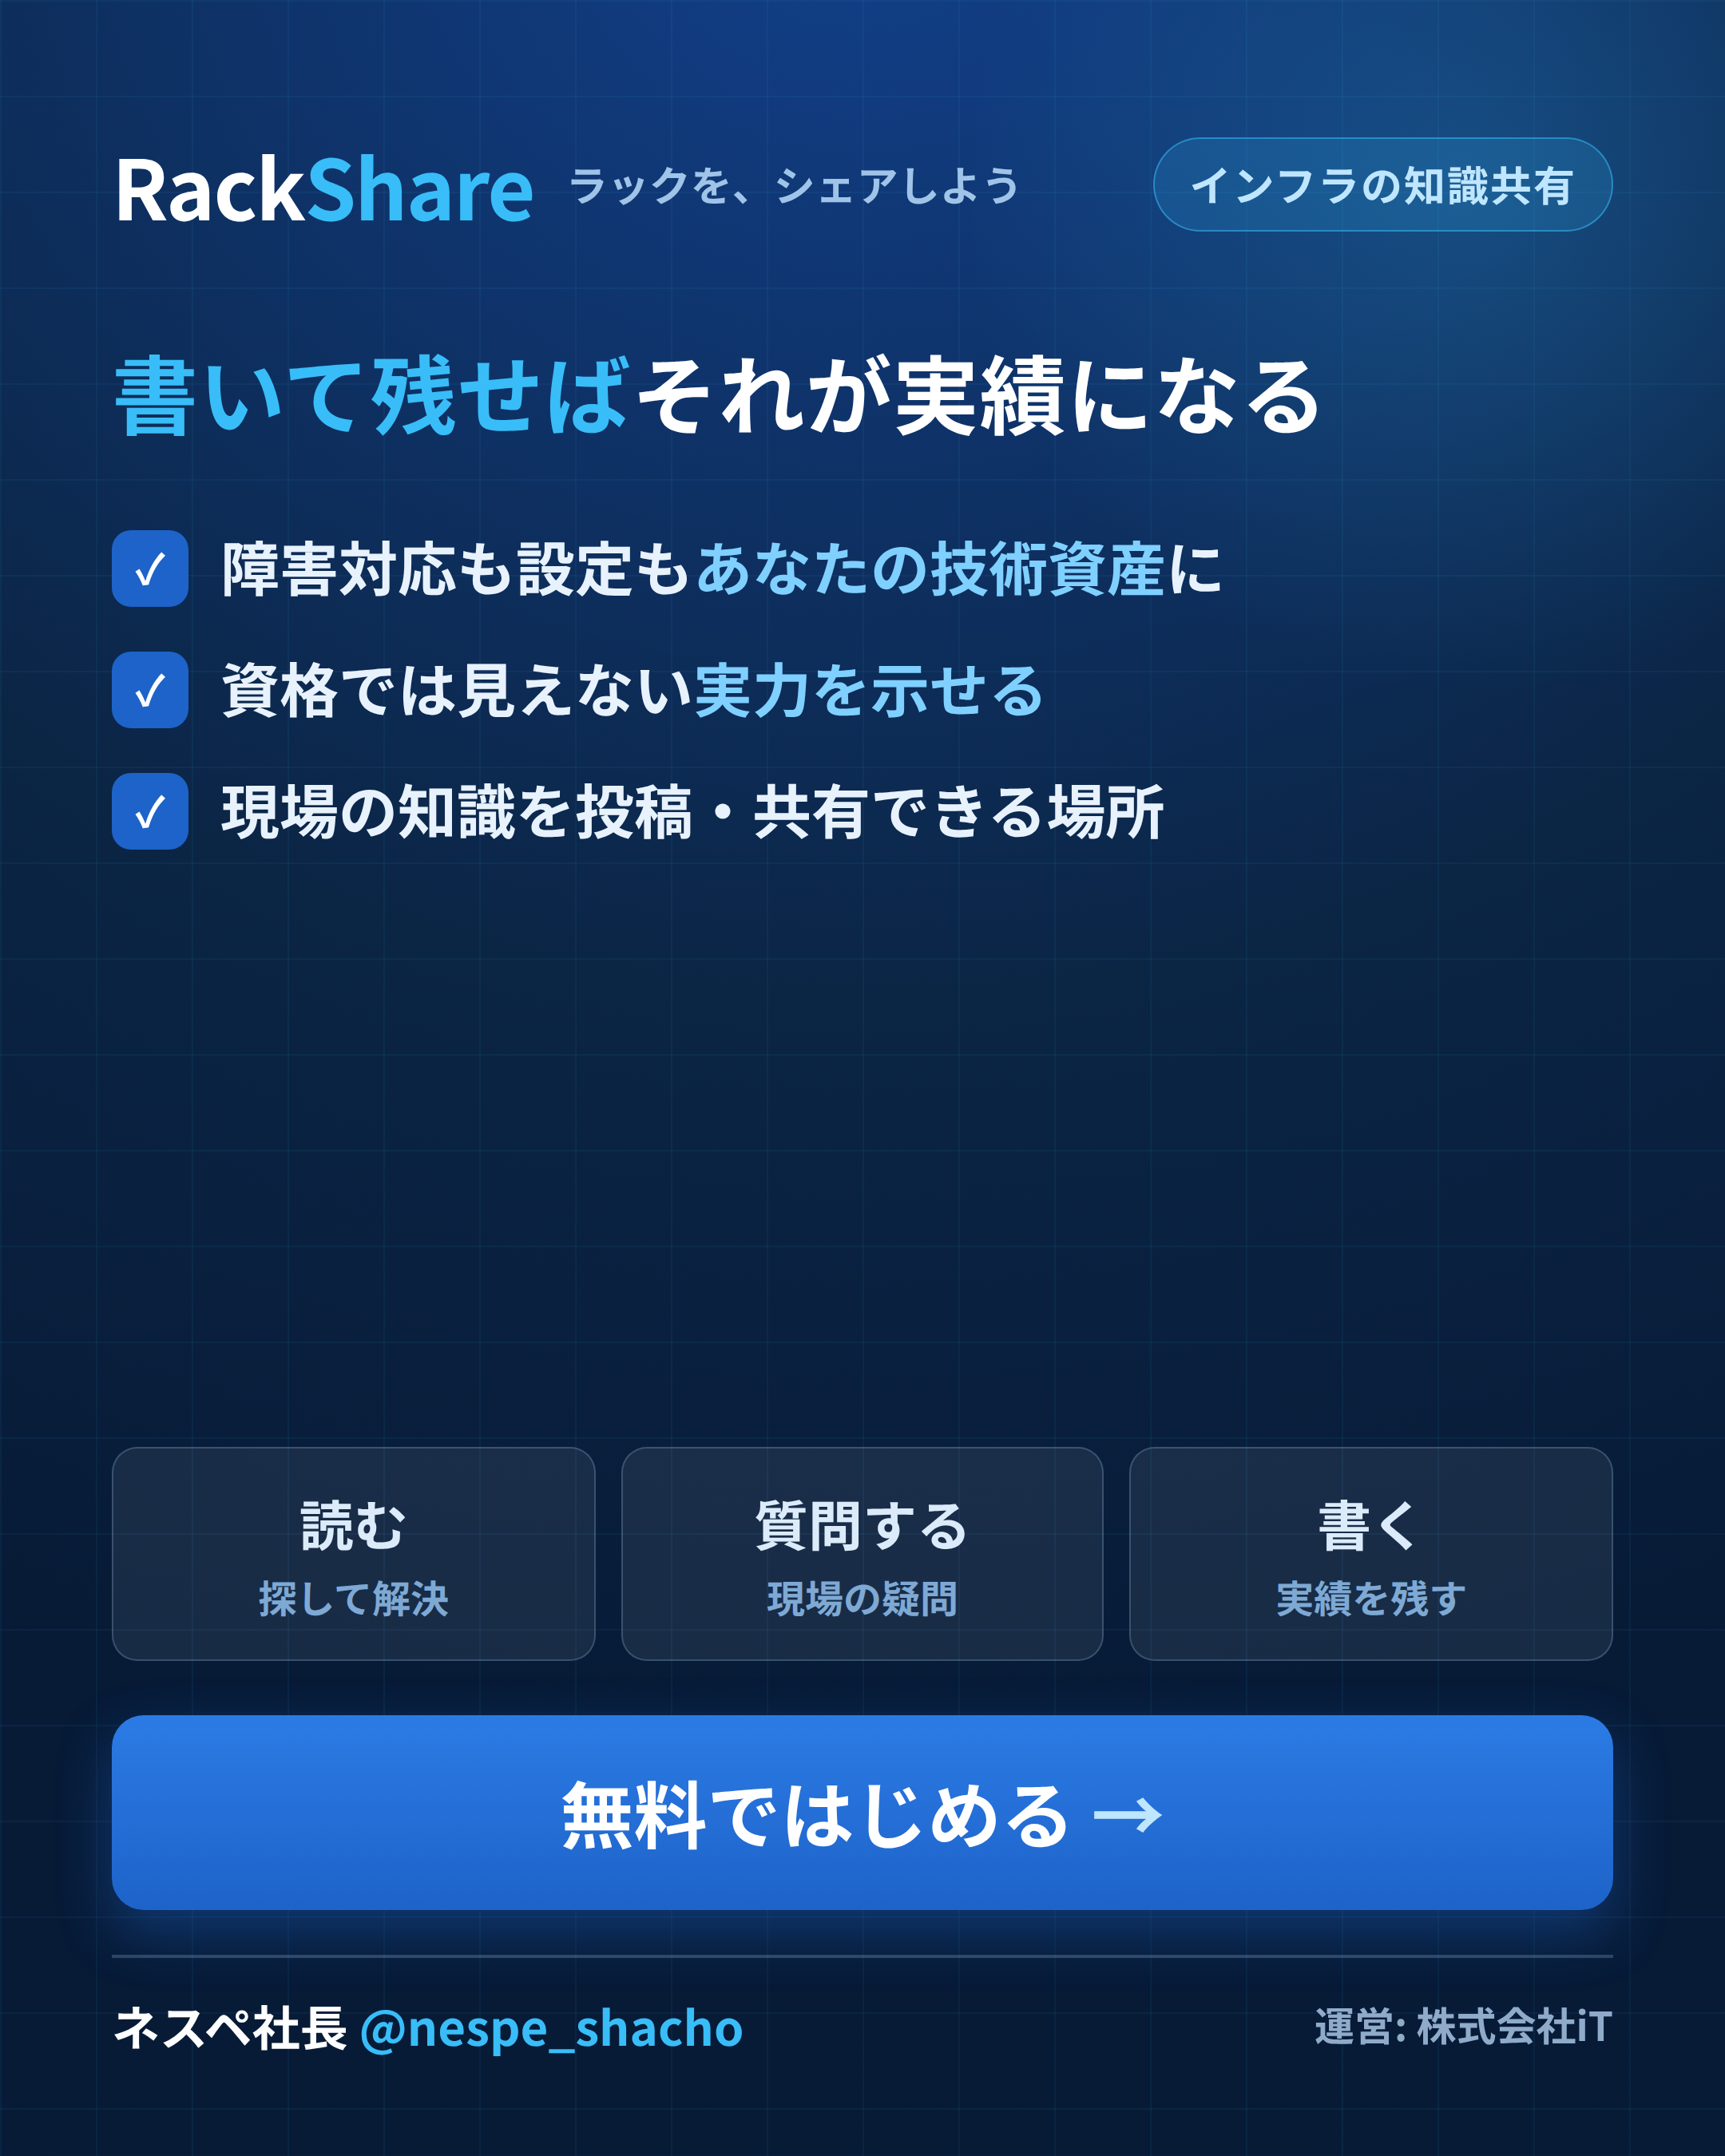 RackShare ラックを、シェアしよう インフラの知識共有
書いて残せばそれが実績になる
✓ 障害対応も設定もあなたの技術資産に
✓ 資格では見えない実力を示せる
✓ 現場の知識を投稿・共有できる場所
読む
探して解決
質問する
現場の疑問
書く
実績を残す
無料ではじめる →
ネスペ社長 @nespe_shacho
運営: 株式会社iT